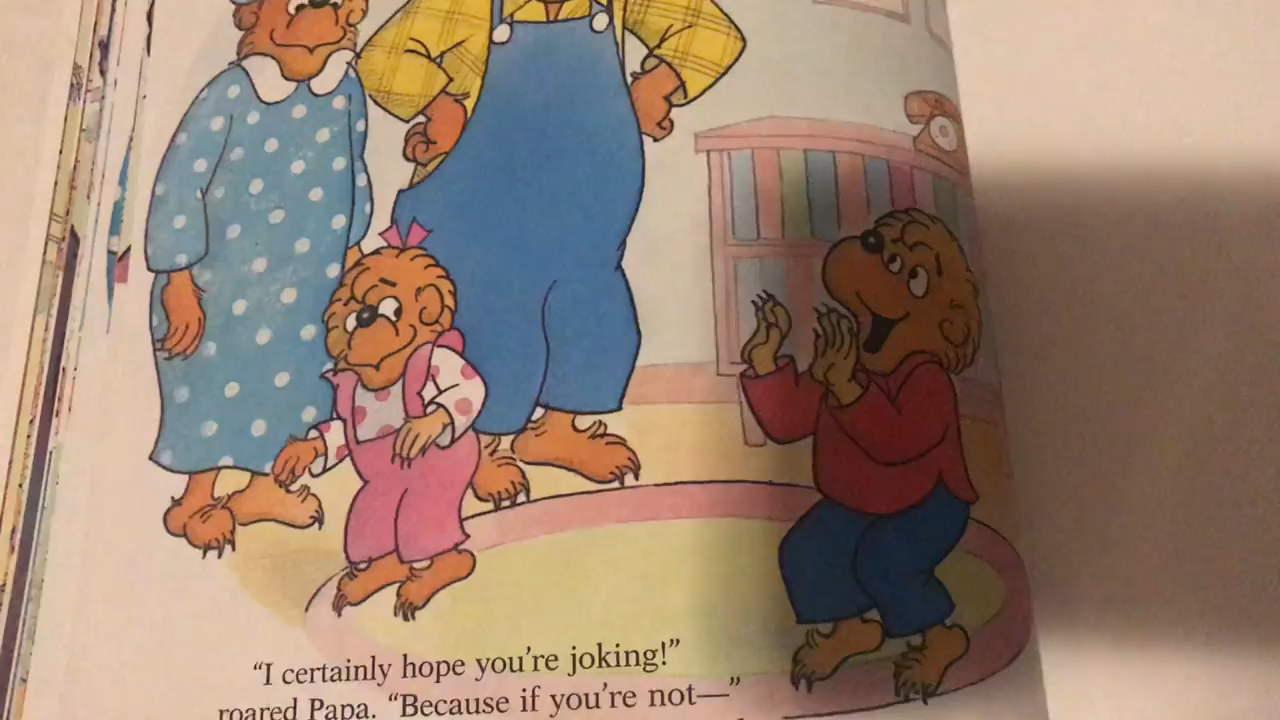 “I certainly hope you’re joking!”
roared Papa. “Because if you’re not—”